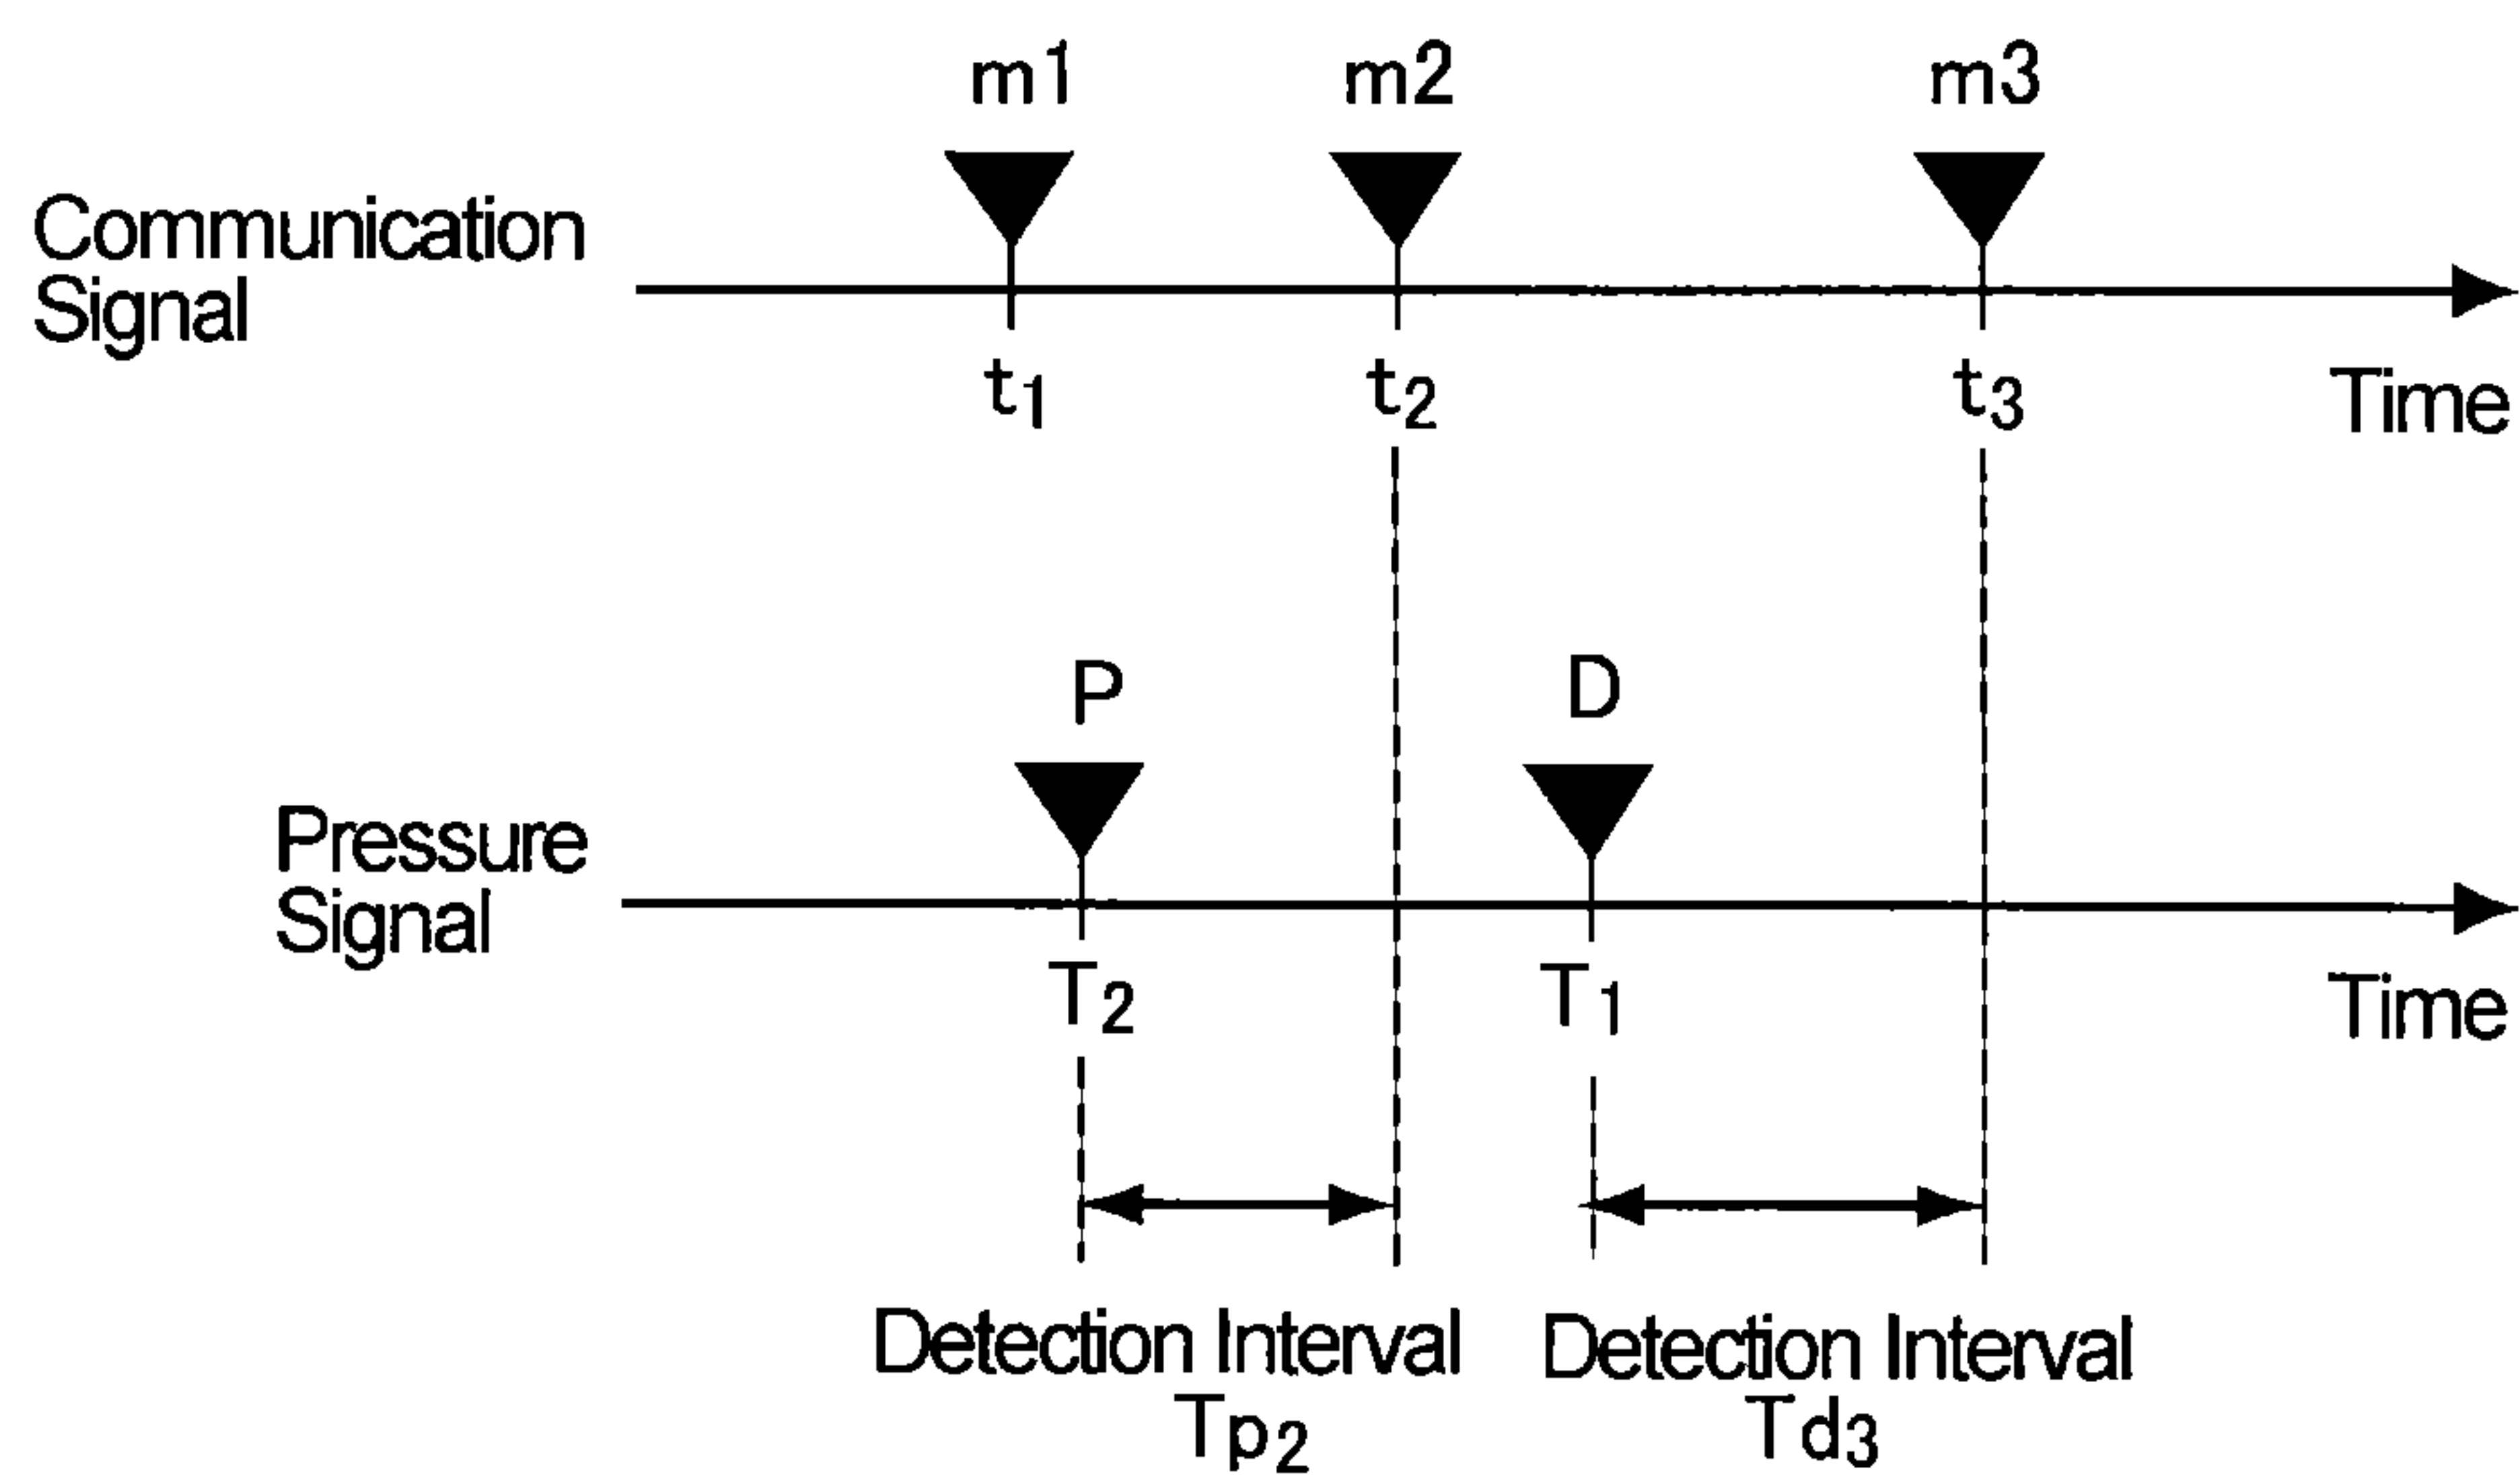 m1 m2 m3
Communication
Signal
t1 t2 t3 Time
P D
Pressure
Signal
T2 T1 Time
Detection Interval Detection Interval
Tp2 Td3